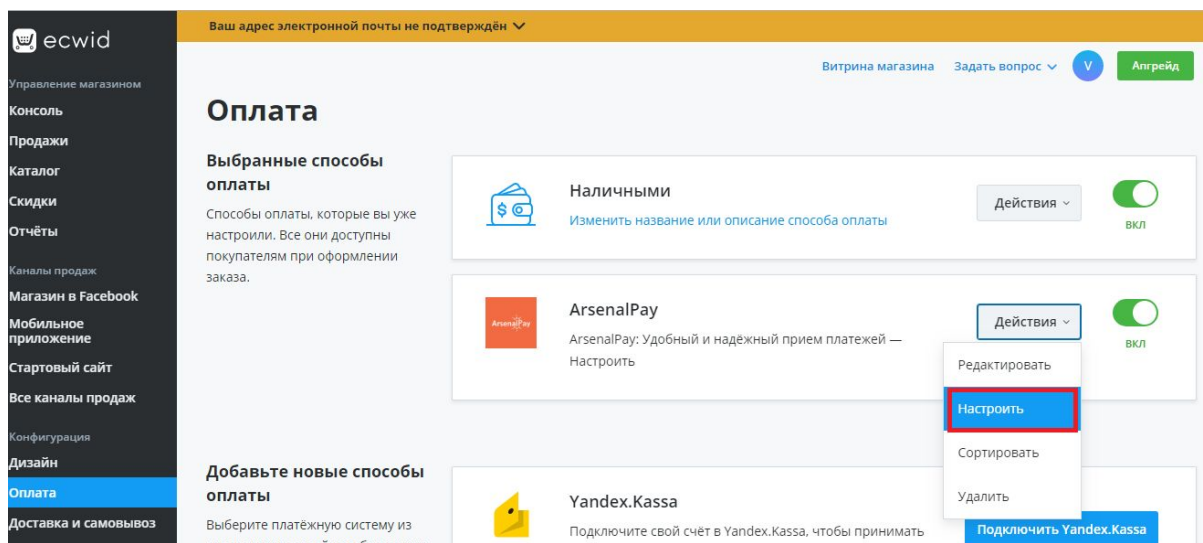 Ваш адрес электронной почты не подтверждён
ecwid
Витрина магазина Задать вопрос V Апгрейд
Управление магазином
Консоль
Продажи
Каталог
Скидки
Отчёты
Каналы продаж
Магазин в Facebook
Мобильное
приложение
Стартовый сайт
Все каналы продаж
Конфигурация
Дизайн
Оплата
Доставка и самовывоз
Оплата
Выбранные способы
оплаты
Способы оплаты, которые вы уже
настроили. Все они доступны
покупателям при оформлении
заказа.
Наличными
Изменить название или описание способа оплаты
Действия
вкл
ArsenalPay
ArsenalPay
ArsenalPay: Удобный и надёжный прием платежей —
Настроить
Действия
вкл
Редактировать
Настроить
Сортировать
Удалить
Добавьте новые способы
оплаты
Выберите платёжную систему из
Yandex.Kassa
Подключите свой счёт в Yandex.Kassa, чтобы принимать
Подключить Yandex.Kassa